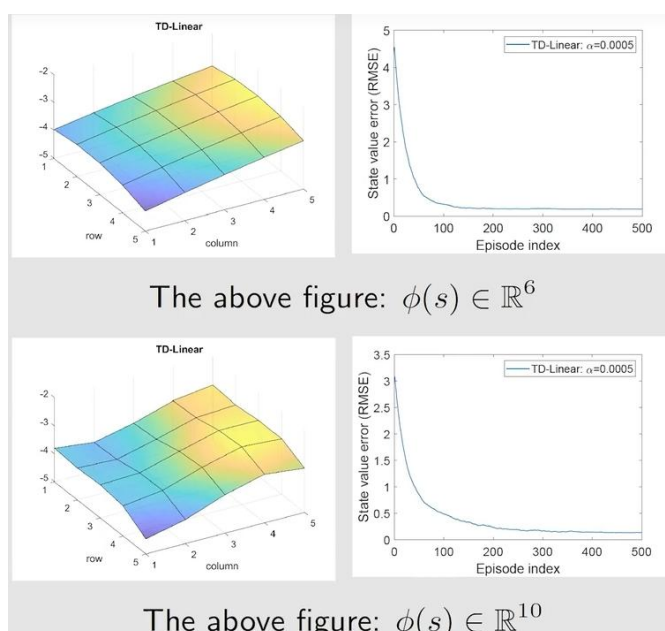 TD-Linear
-2
-3
-4
-5
1
2
3
4
5
row
1
2
3
4
5
column
5
4
3
2
1
0
State value error (RMSE)
TD-Linear: α=0.0005
0 100 200 300 400 500
Episode index
The above figure: ϕ(s) ∈ ℝ⁶
TD-Linear
-2
-3
-4
-5
1
2
3
4
5
row
1
2
3
4
5
column
3.5
3
2.5
2
1.5
1
0.5
0
State value error (RMSE)
TD-Linear: α=0.0005
0 100 200 300 400 500
Episode index
The above figure: ϕ(s) ∈ ℝ¹⁰